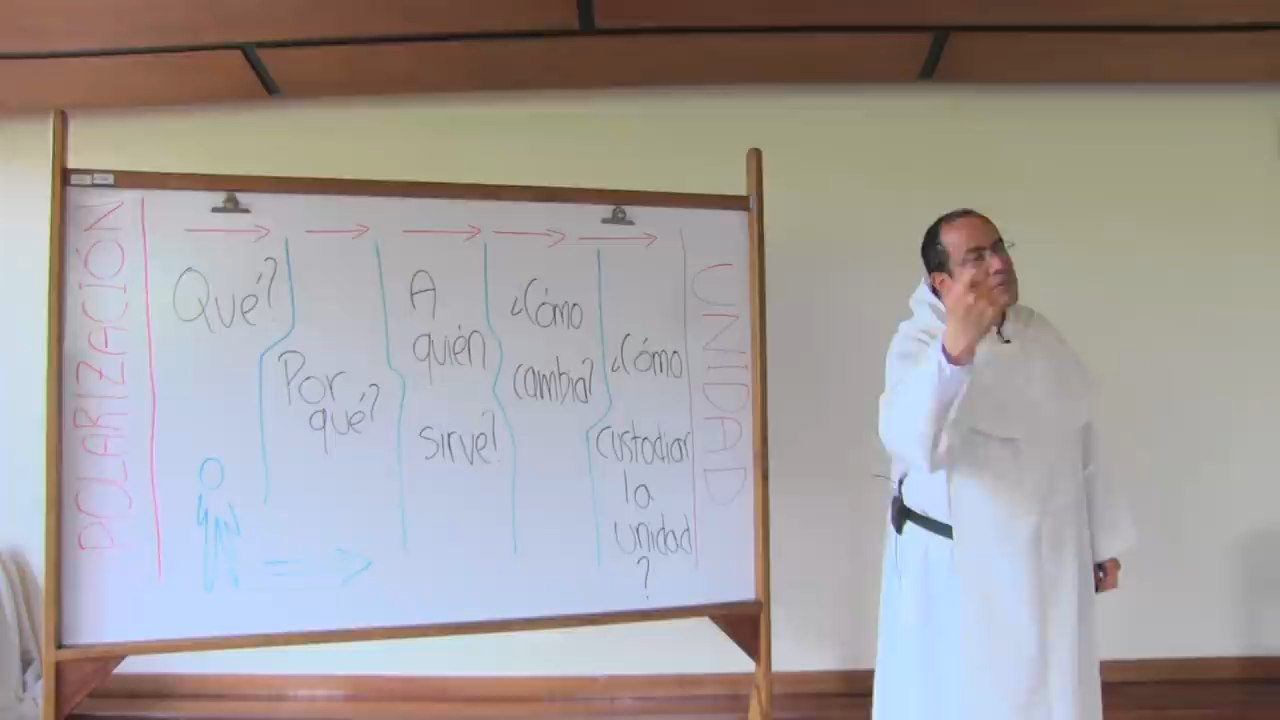 POLARIZACIÓN
Qué?
Por
qué?
A
quién
sirve?
¿Cómo
cambia?
¿Cómo
custodiar
la
unidad
?
UNIDAD